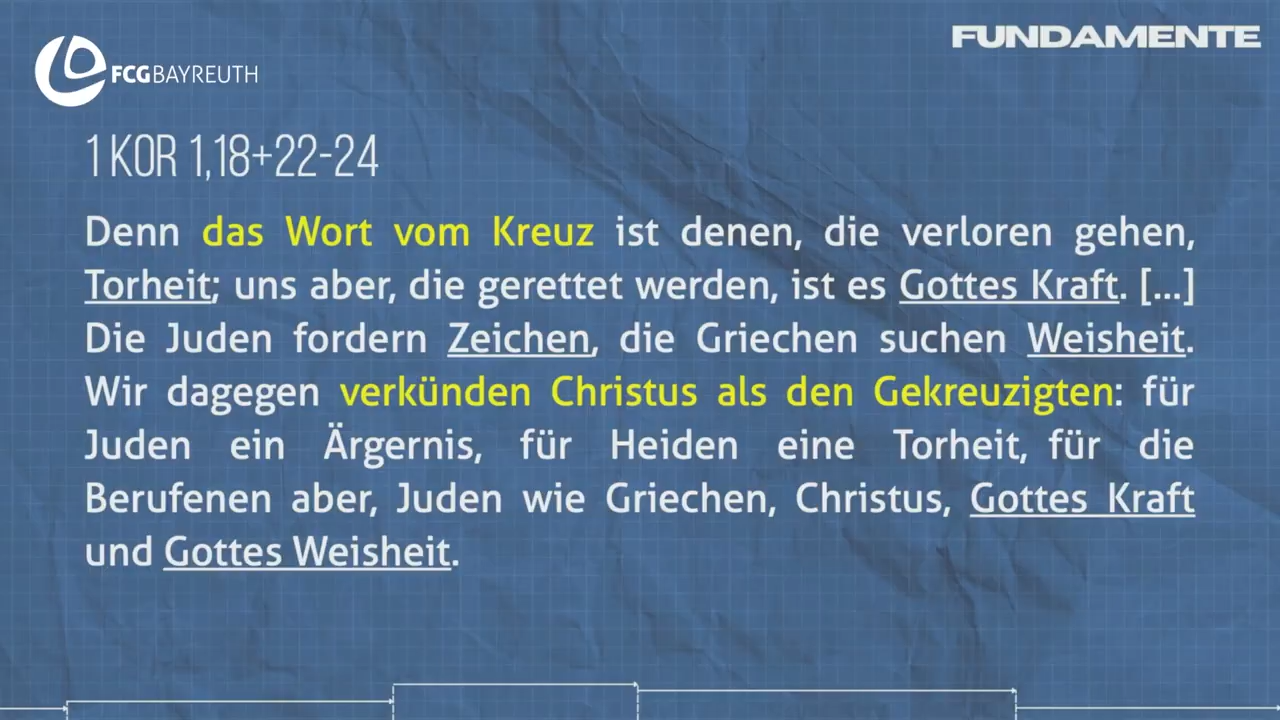 FCGBAYREUTH
FUNDAMENTE
1 KOR 1,18+22-24
Denn das Wort vom Kreuz ist denen, die verloren gehen,
Torheit; uns aber, die gerettet werden, ist es Gottes Kraft. [...]
Die Juden fordern Zeichen, die Griechen suchen Weisheit.
Wir dagegen verkünden Christus als den Gekreuzigten: für
Juden ein Ärgernis, für Heiden eine Torheit, für die
Berufenen aber, Juden wie Griechen, Christus, Gottes Kraft
und Gottes Weisheit.